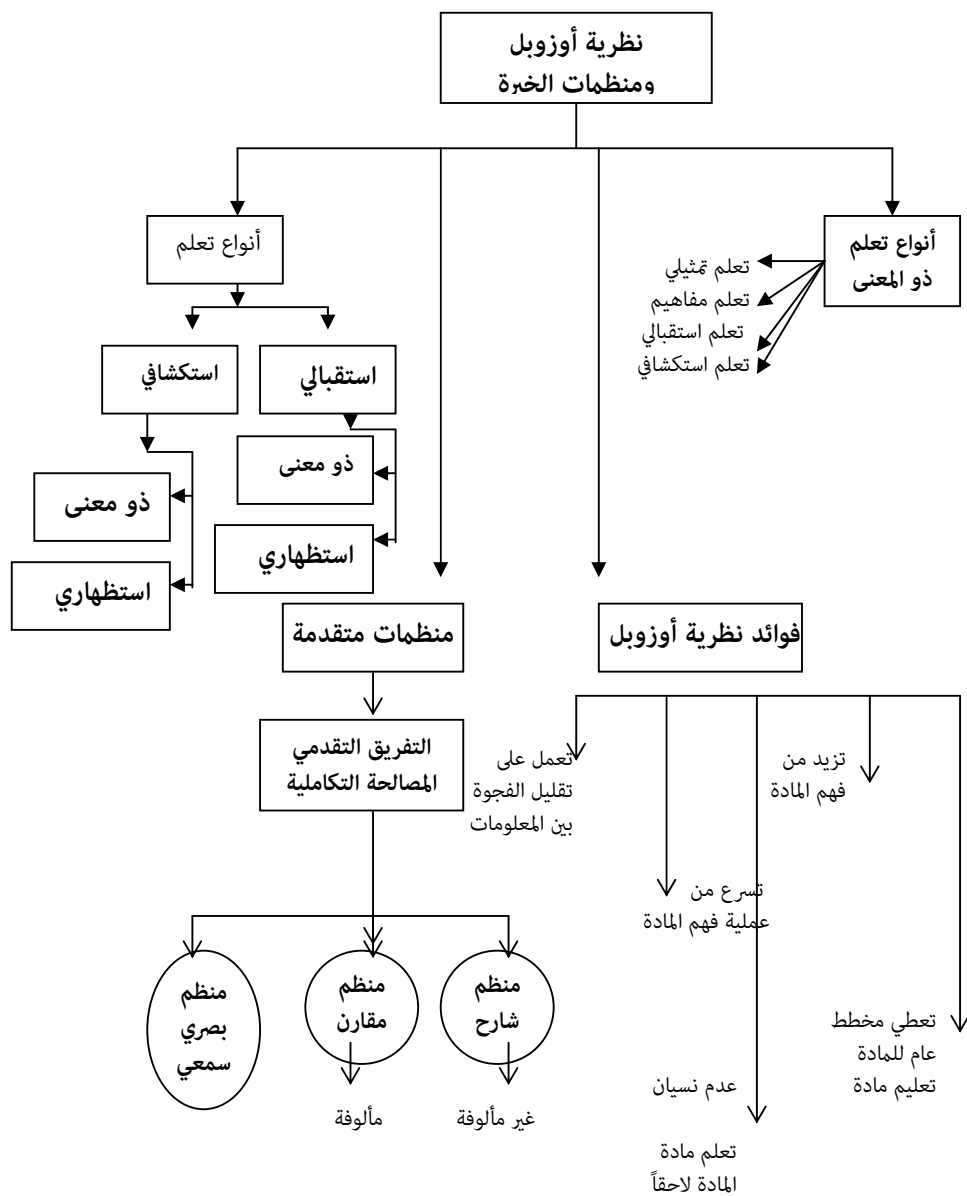 نظرية أوزوبل
ومنظمات الخبرة
أنواع تعلم
ذو المعنى
تعلم تمثيلي
تعلم مفاهيم
تعلم استقبالي
تعلم استكشافي
أنواع تعلم
استقبالي
استكشافي
ذو معنى
استظهاري
ذو معنى
استظهاري
فوائد نظرية أوزوبل
منظمات متقدمة
التفريق التقدمي
المصالحة التكاملية
تزيد من
فهم المادة
تعمل على
تقليل الفجوة
بين المعلومات
تسرع من
عملية فهم المادة
منظم
شارح
منظم
مقارن
منظم
بصري
سمعي
غير مألوفة
مألوفة
تعطي مخطط
عام للمادة
تعليم مادة
عدم نسيان
تعلم مادة
المادة لاحقاً